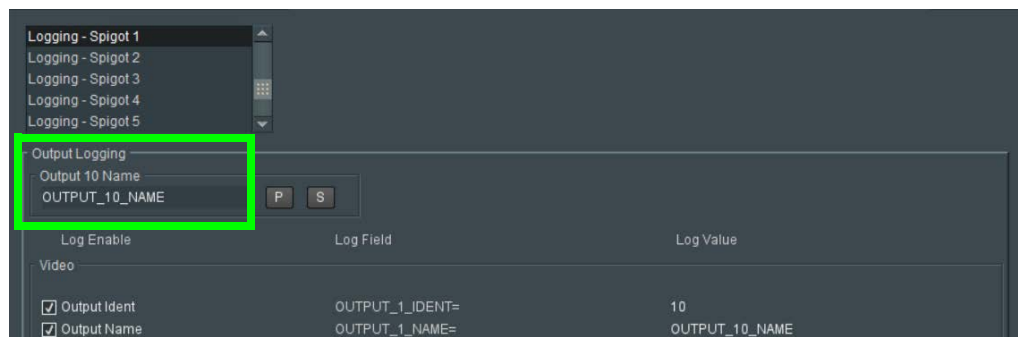 Logging - Spigot 1
Logging - Spigot 2
Logging - Spigot 3
Logging - Spigot 4
Logging - Spigot 5
Output Logging
Output 10 Name
OUTPUT_10_NAME P S
Log Enable Log Field Log Value
Video
Output Ident OUTPUT_1_IDENT= 10
Output Name OUTPUT_1_NAME= OUTPUT_10_NAME